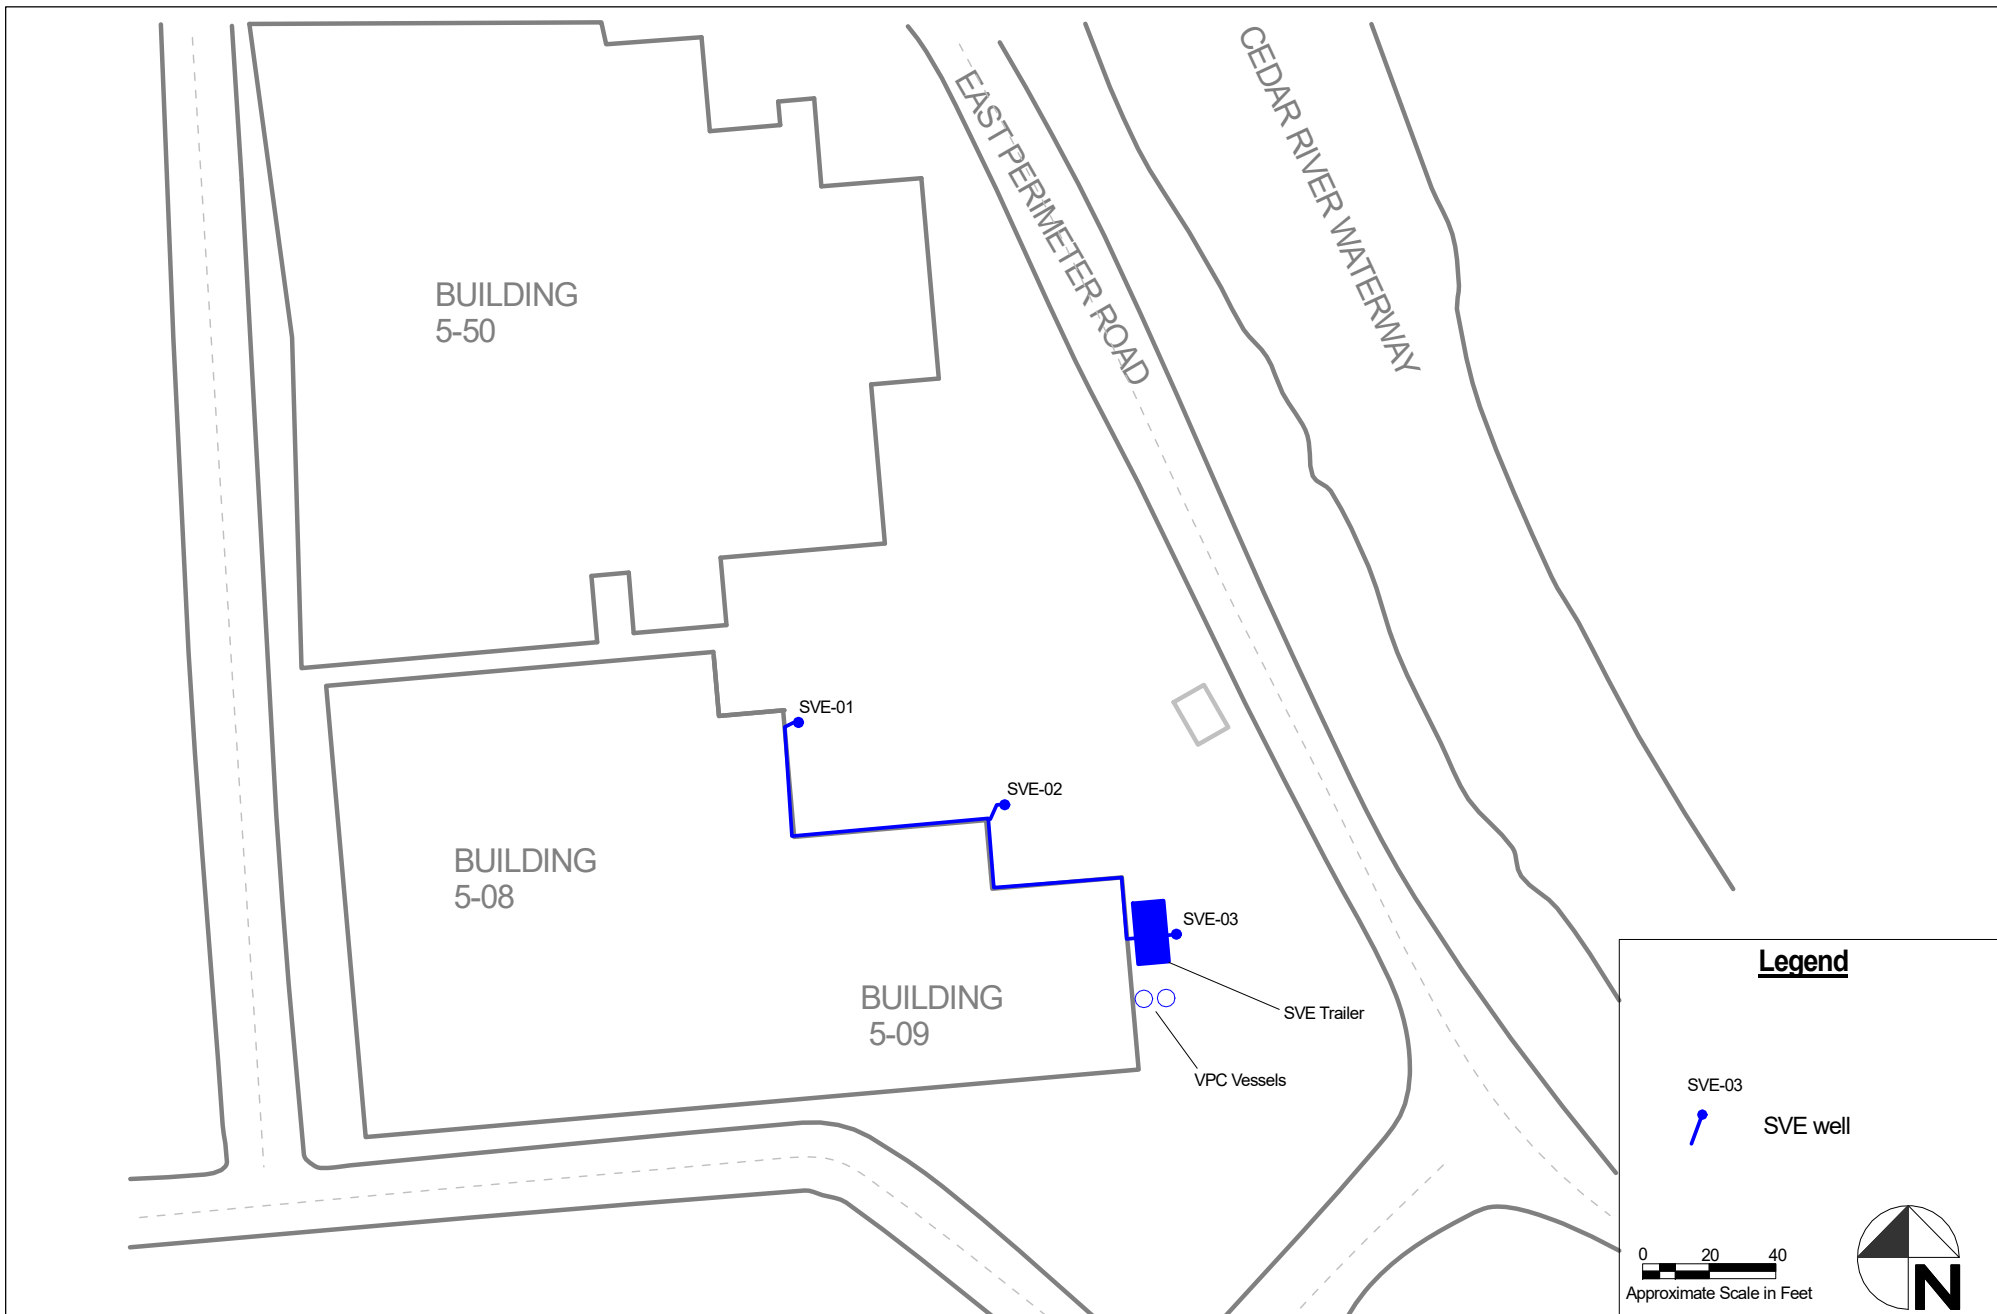 CEDAR RIVER WATERWAY
EAST PERIMETER ROAD
BUILDING
5-50
SVE-01
SVE-02
BUILDING
5-08
SVE-03
BUILDING
5-09
SVE Trailer
VPC Vessels
Legend
SVE-03
SVE well
0 20 40
Approximate Scale in Feet
N